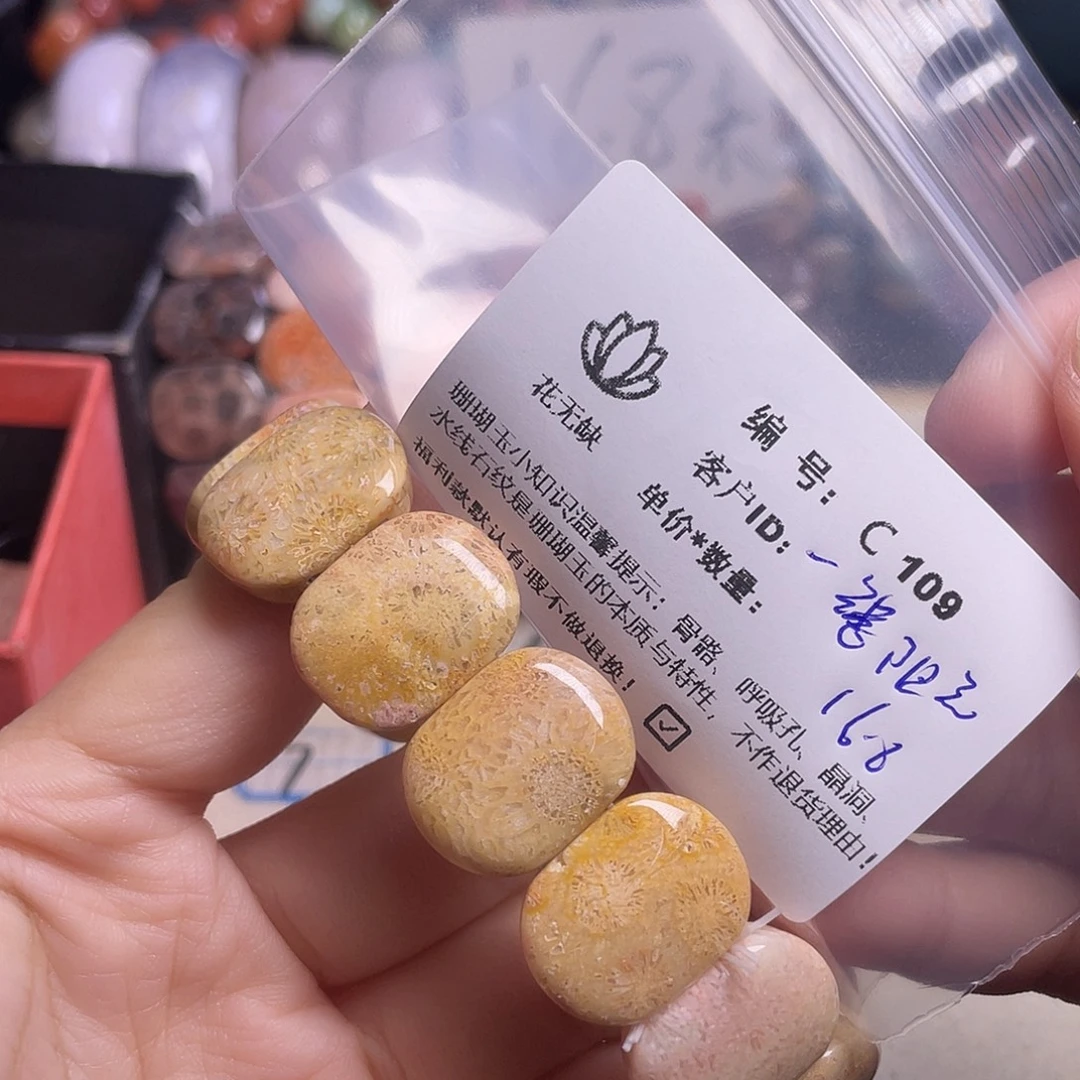 花无缺
编号: C109
客户ID:
单价*数量: 168
珊瑚玉小知识温馨提示: 骨骼、呼吸孔、晶洞、
水线石纹是珊瑚玉的本质与特性, 不作退货理由!
福利款默认有瑕不做退换! ☑